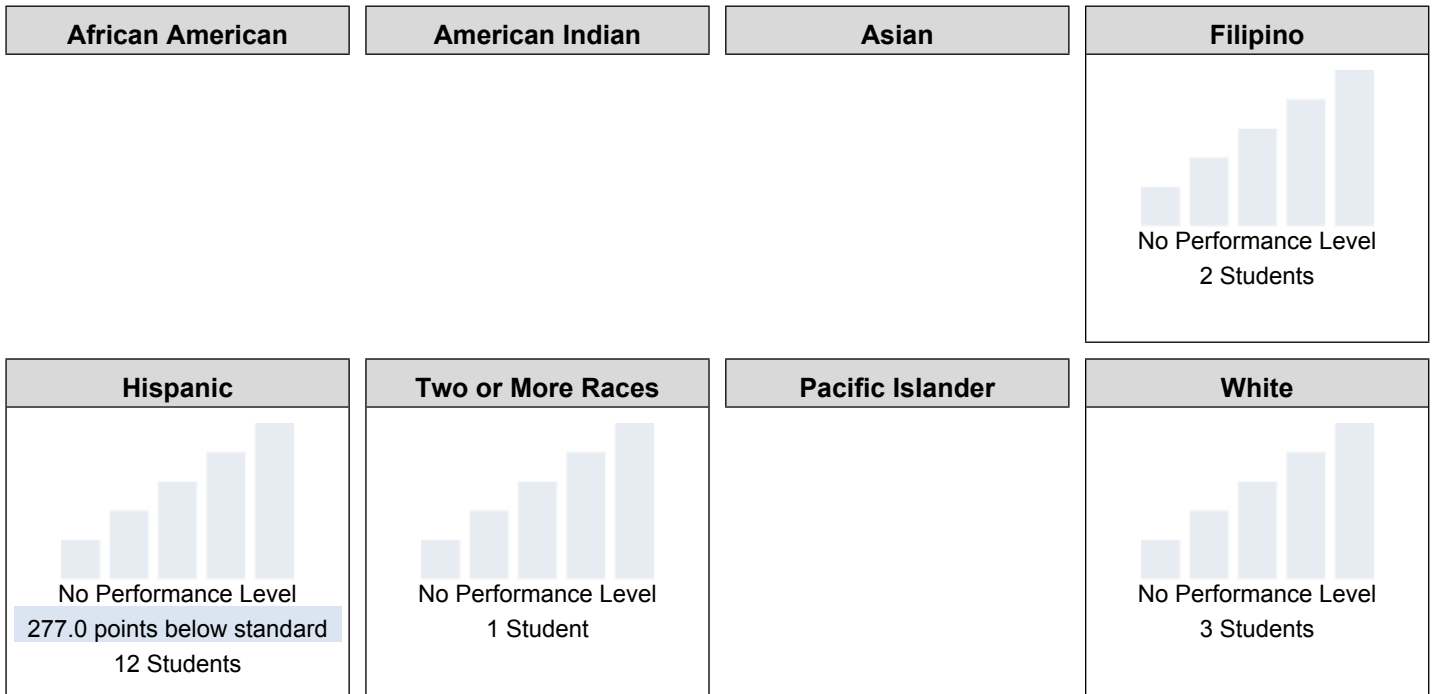 African American
American Indian
Asian
Filipino
No Performance Level
2 Students
Hispanic
Two or More Races
Pacific Islander
White
No Performance Level
277.0 points below standard
12 Students
No Performance Level
1 Student
No Performance Level
3 Students